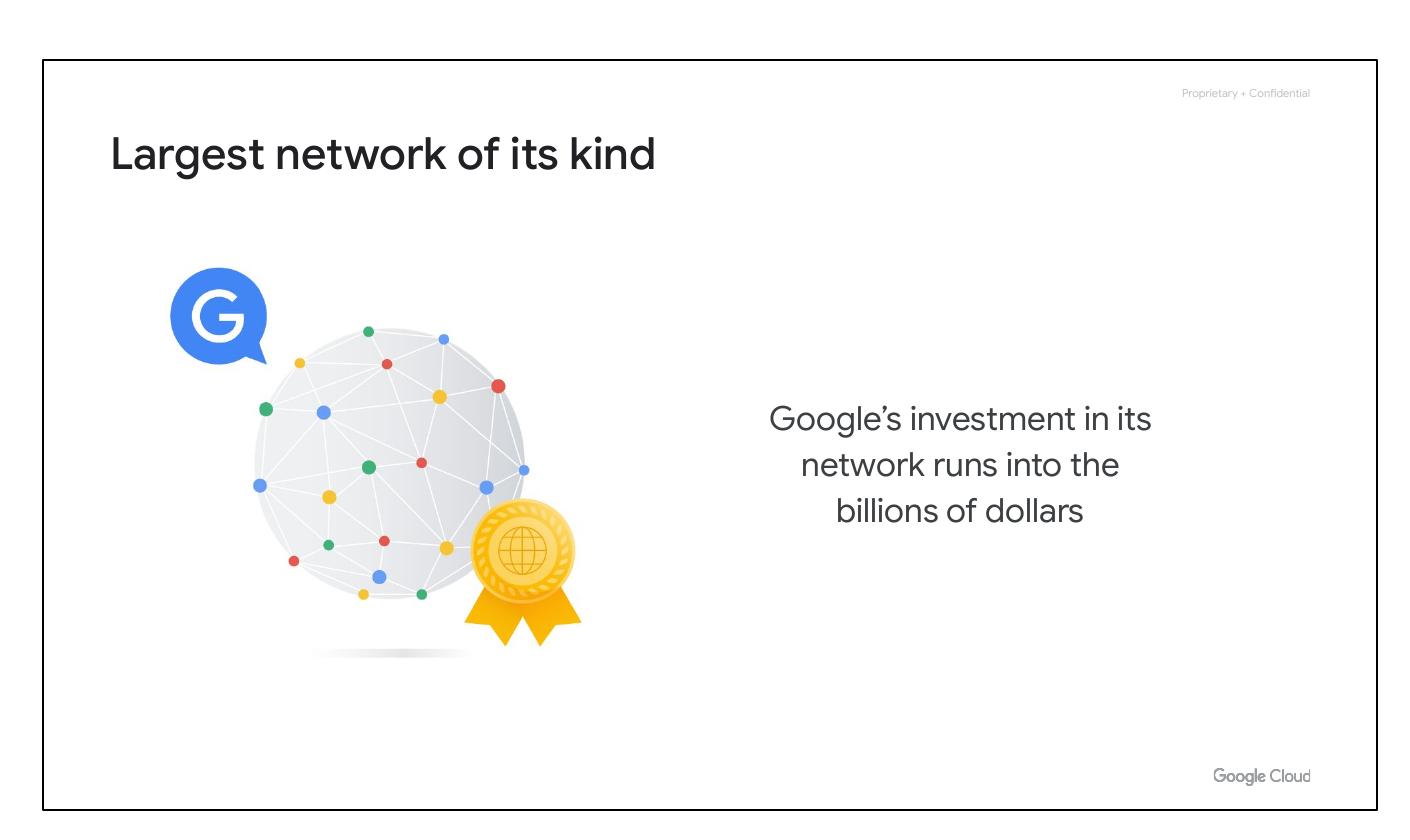 Proprietary + Confidential
Largest network of its kind
G
Google’s investment in its
network runs into the
billions of dollars
Google Cloud